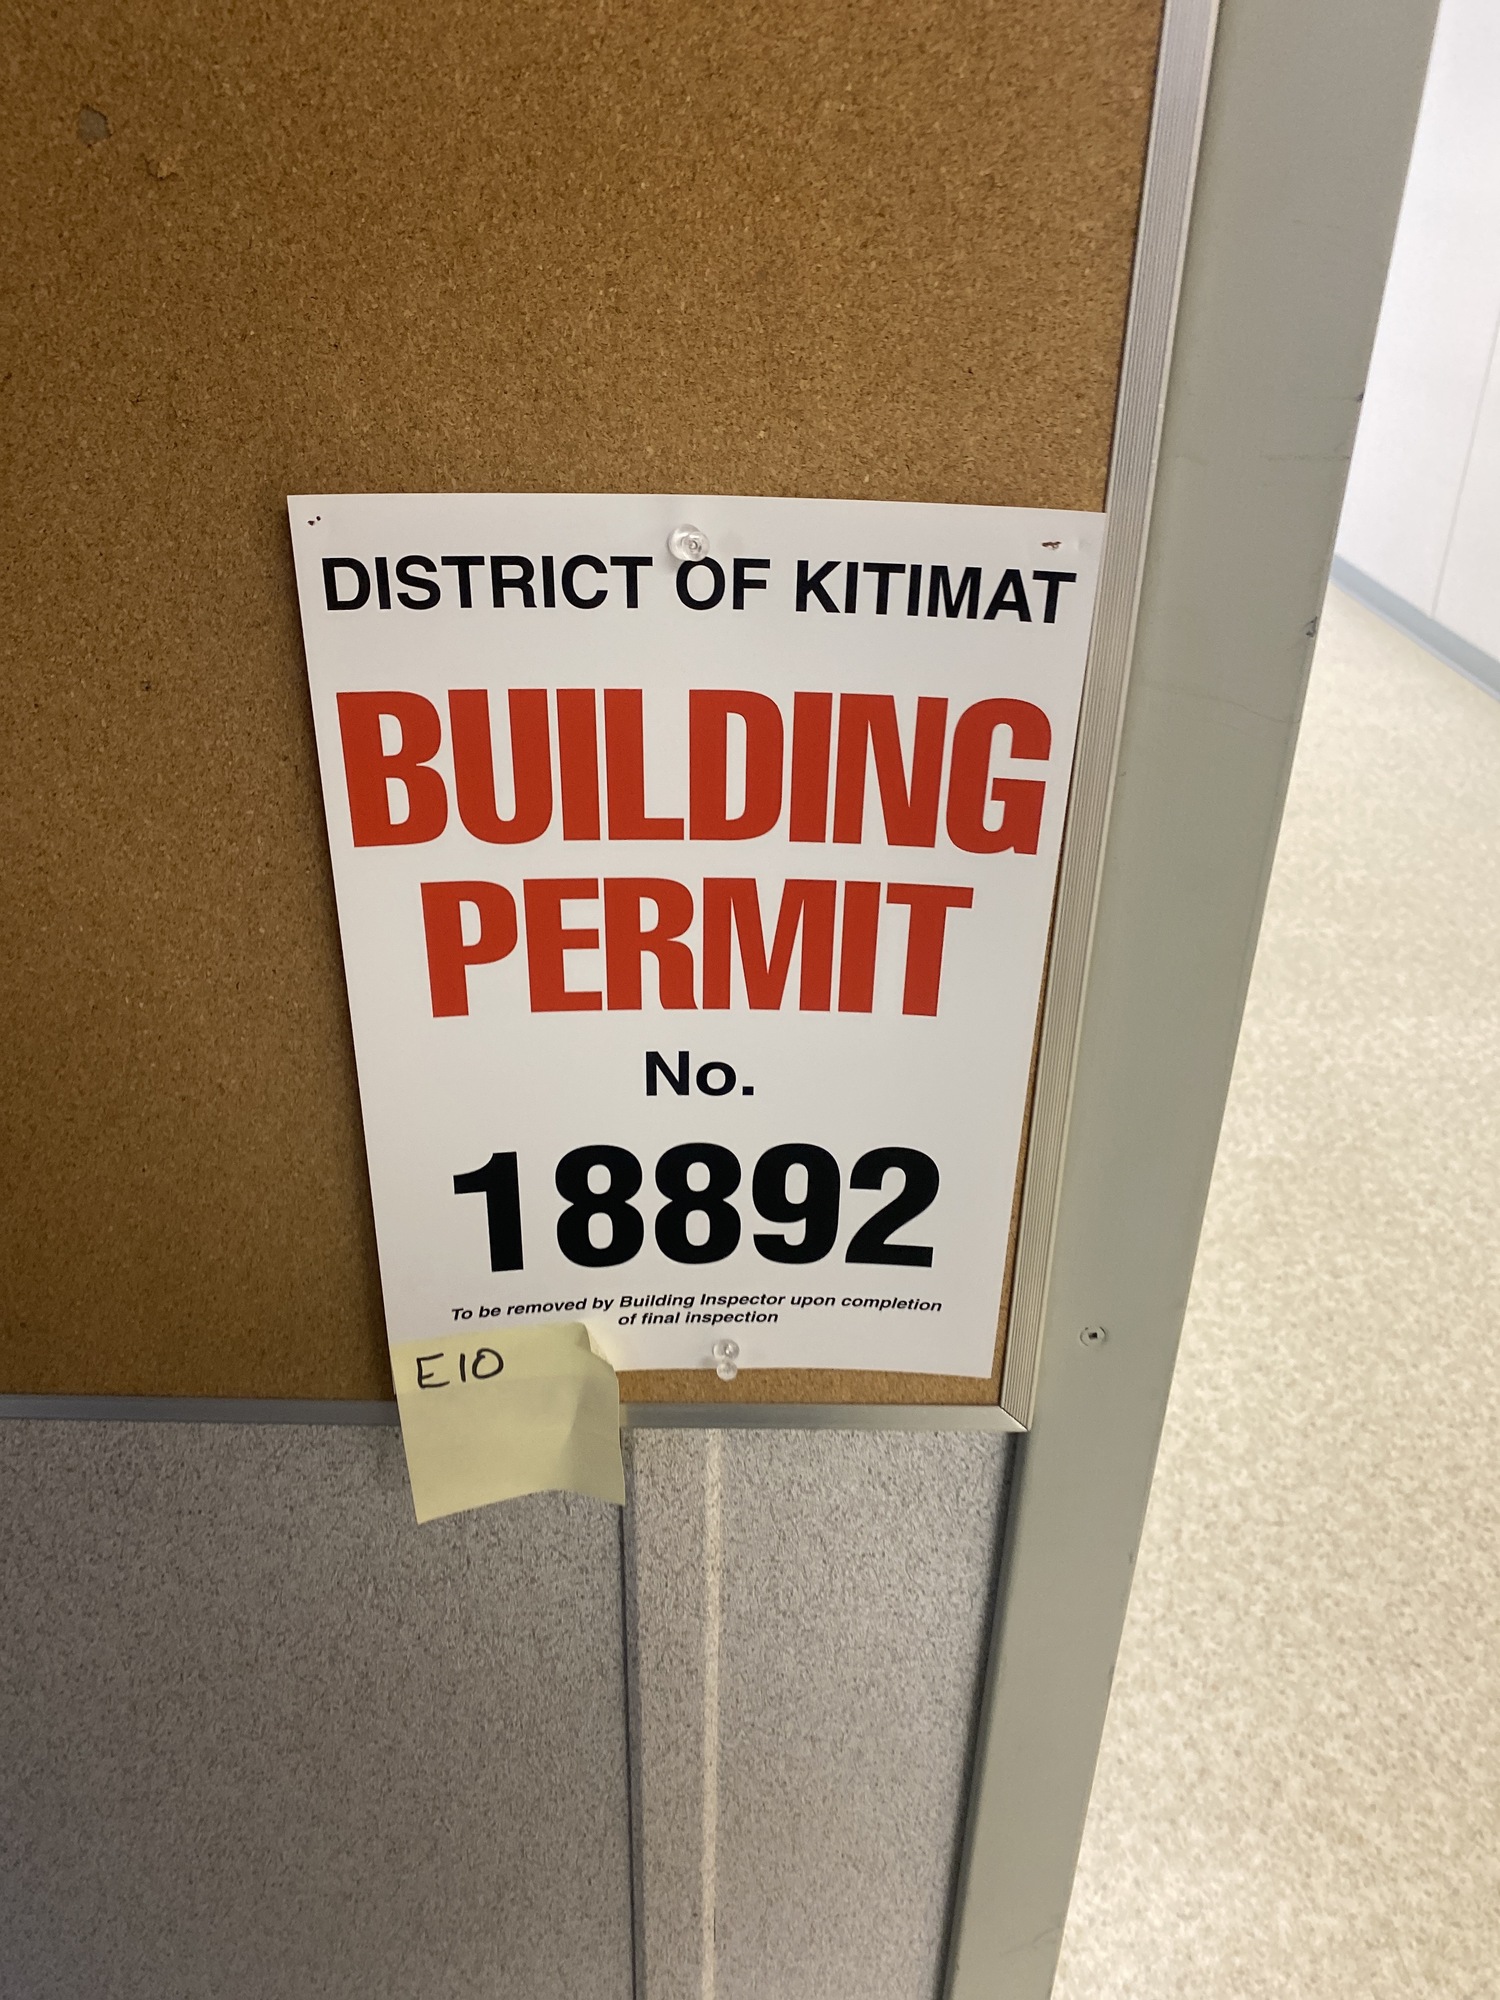 DISTRICT OF KITIMAT
BUILDING
PERMIT
No.
18892
To be removed by Building Inspector upon completion
of final inspection
E10